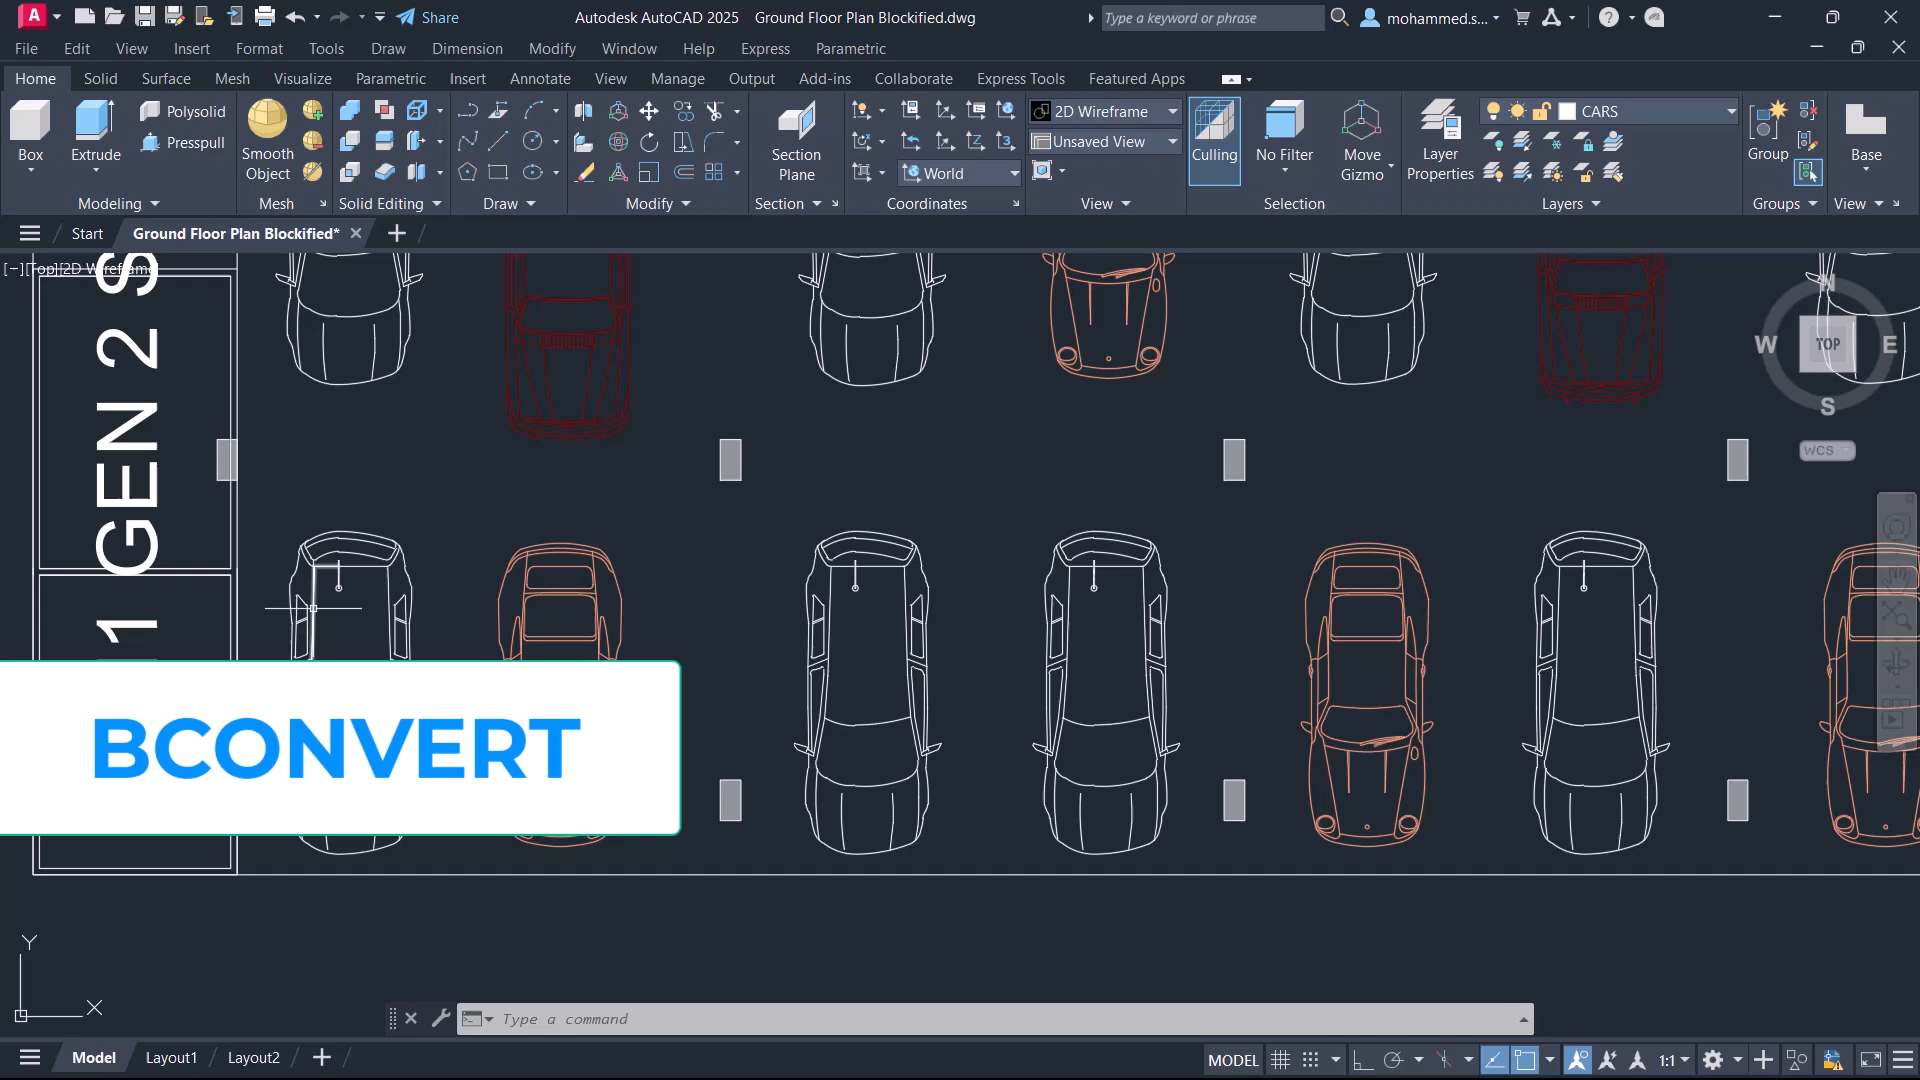 A Share Autodesk AutoCAD 2025 Ground Floor Plan Blockified.dwg Type a keyword or phrase mohammed.s...
File Edit View Insert Format Tools Draw Dimension Modify Window Help Express Parametric
Home Solid Surface Mesh Visualize Parametric Insert Annotate View Manage Output Add-ins Collaborate Express Tools Featured Apps
Polysolid 2D Wireframe CARS
Presspull Unsaved View
Box Extrude Smooth Object Section Plane World Culling No Filter Move Gizmo Layer Properties Group Base
Modeling Mesh Solid Editing Draw Modify Section Coordinates View Selection Layers Groups View
Start Ground Floor Plan Blockified*
[−][Top][2D Wireframe]
GEN 2 S
1
N
W TOP E
S
WCS
BCONVERT
Y
X
Type a command
Model Layout1 Layout2 MODEL 1:1